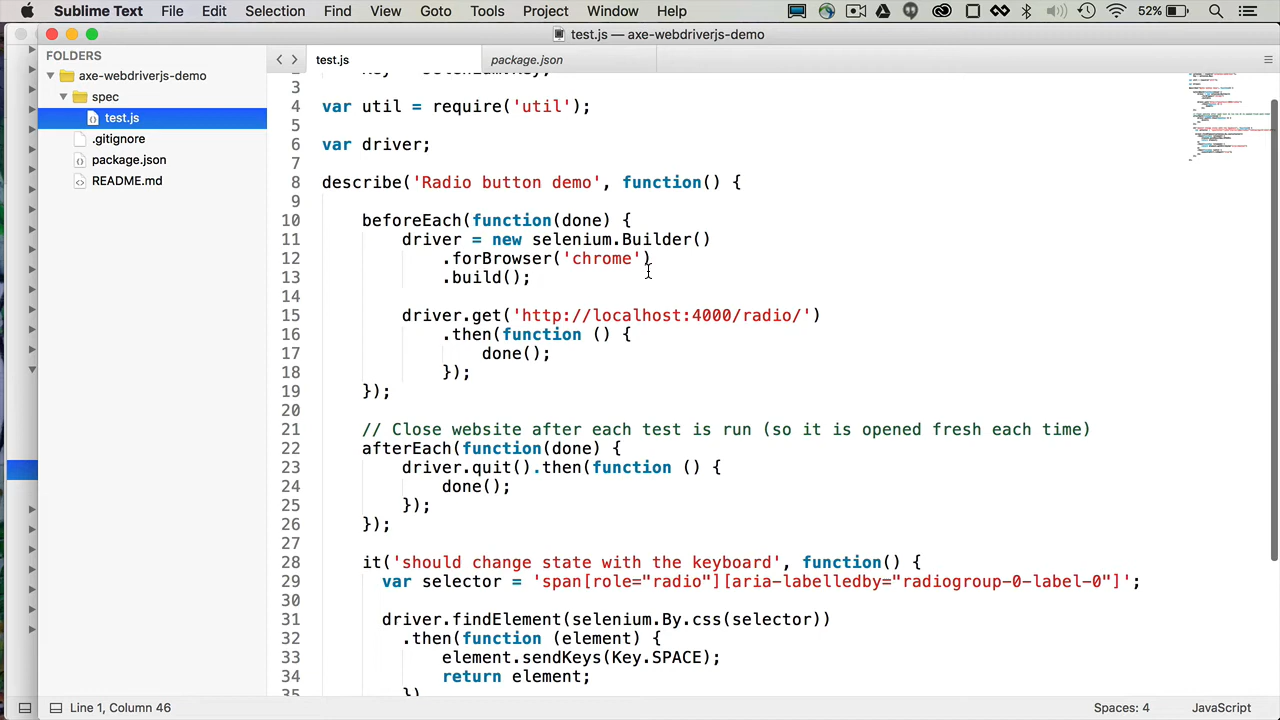 Sublime Text File Edit Selection Find View Goto Tools Project Window Help 52%
test.js — axe-webdriverjs-demo
FOLDERS
axe-webdriverjs-demo
spec
test.js
.gitignore
package.json
README.md
test.js package.json
2 Key = selenium.Key;
3
4 var util = require('util');
5
6 var driver;
7
8 describe('Radio button demo', function() {
9
10 beforeEach(function(done) {
11 driver = new selenium.Builder()
12 .forBrowser('chrome')
13 .build();
14
15 driver.get('http://localhost:4000/radio/')
16 .then(function () {
17 done();
18 });
19 });
20
21 // Close website after each test is run (so it is opened fresh each time)
22 afterEach(function(done) {
23 driver.quit().then(function () {
24 done();
25 });
26 });
27
28 it('should change state with the keyboard', function() {
29 var selector = 'span[role="radio"][aria-labelledby="radiogroup-0-label-0"]';
30
31 driver.findElement(selenium.By.css(selector))
32 .then(function (element) {
33 element.sendKeys(Key.SPACE);
34 return element;
35 })
Line 1, Column 46 Spaces: 4 JavaScript